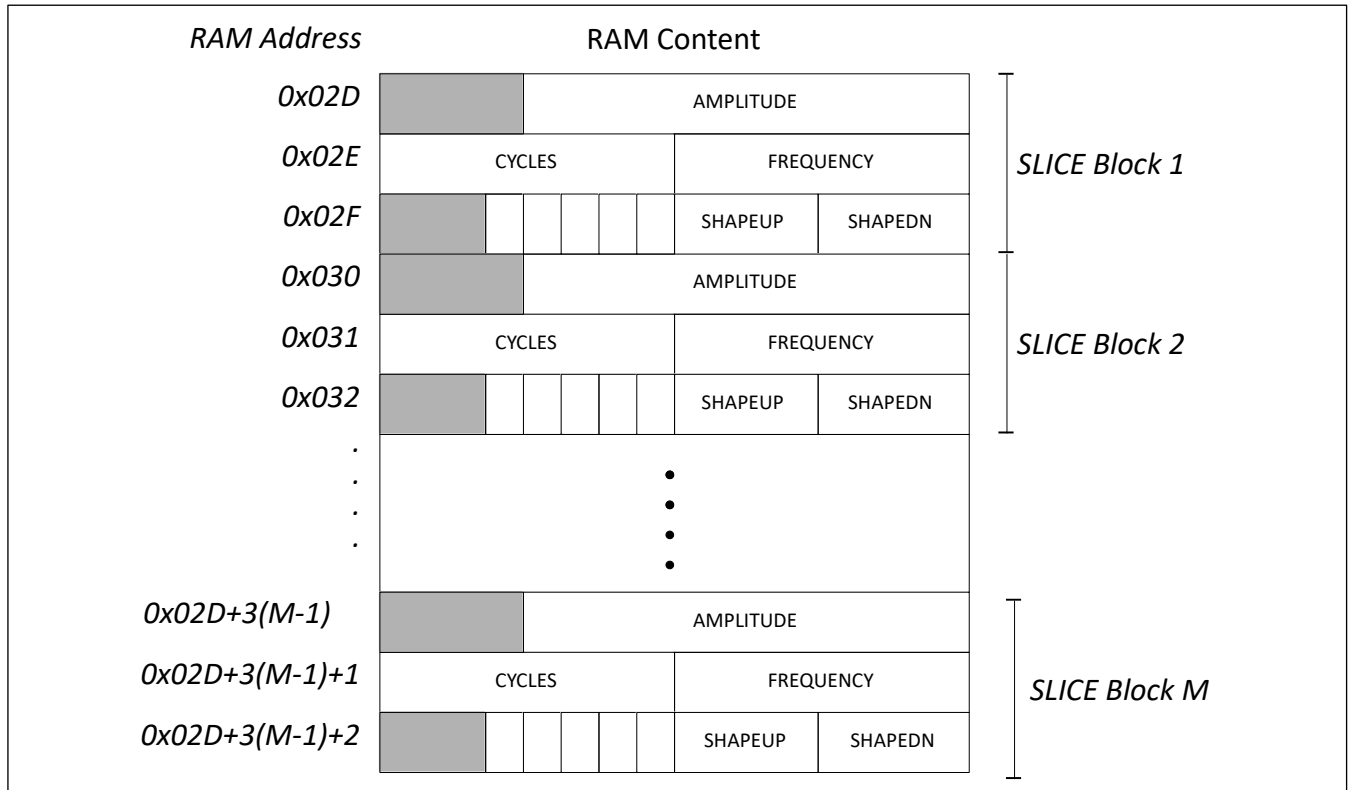 RAM Address RAM Content
0x02D AMPLITUDE
0x02E CYCLES FREQUENCY SLICE Block 1
0x02F SHAPEUP SHAPEDN
0x030 AMPLITUDE
0x031 CYCLES FREQUENCY SLICE Block 2
0x032 SHAPEUP SHAPEDN
.
.
.
.
0x02D+3(M-1) AMPLITUDE
0x02D+3(M-1)+1 CYCLES FREQUENCY SLICE Block M
0x02D+3(M-1)+2 SHAPEUP SHAPEDN